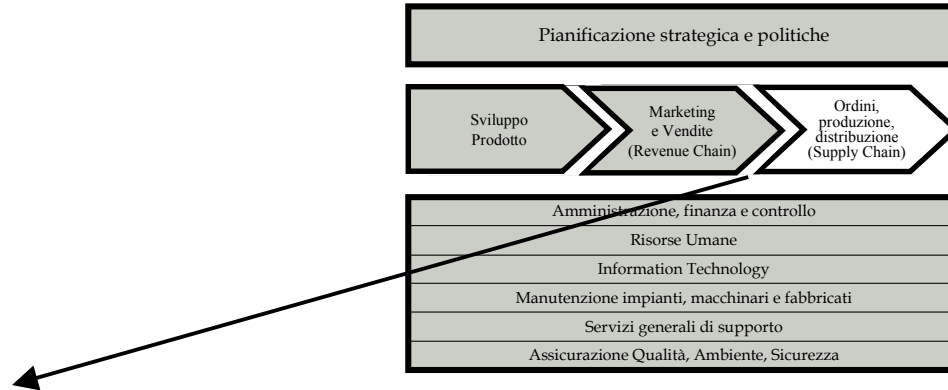 Pianificazione strategica e politiche
Sviluppo
Prodotto
Marketing
e Vendite
(Revenue Chain)
Ordini,
produzione,
distribuzione
(Supply Chain)
Amministrazione, finanza e controllo
Risorse Umane
Information Technology
Manutenzione impianti, macchinari e fabbricati
Servizi generali di supporto
Assicurazione Qualità, Ambiente, Sicurezza